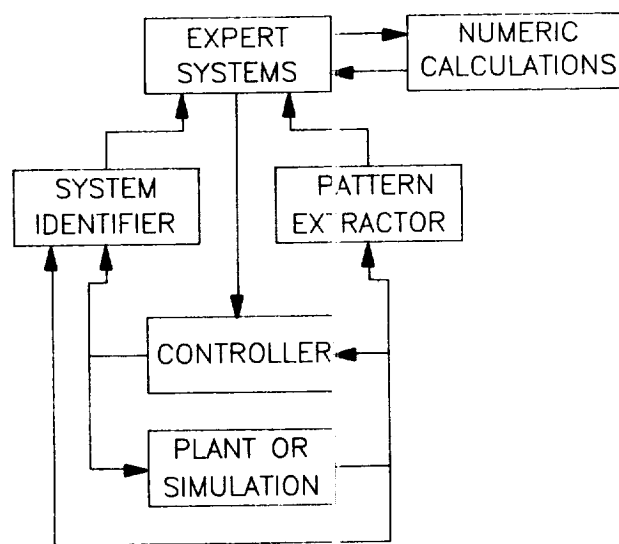 EXPERT
SYSTEMS
NUMERIC
CALCULATIONS
SYSTEM
IDENTIFIER
PATTERN
EXTRACTOR
CONTROLLER
PLANT OR
SIMULATION